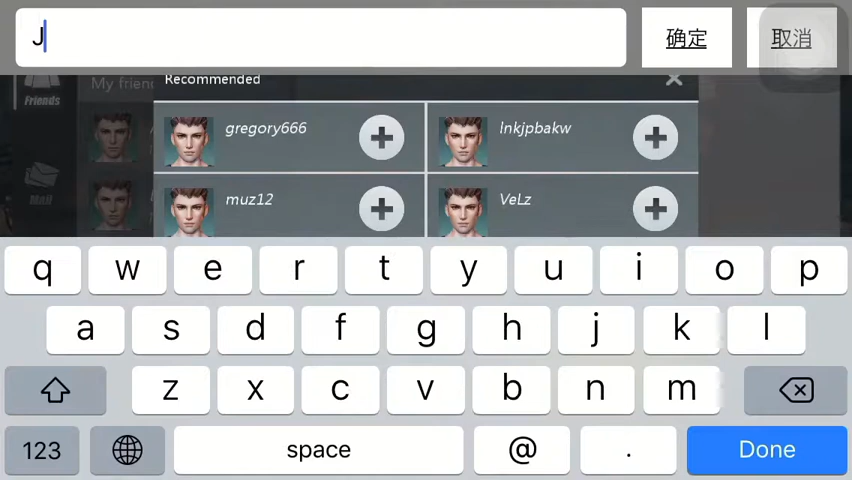 J
确定
取消
My friend
Recommended
Friends
gregory666
lnkjpbakw
Mail
muz12
VeLz
q w e r t y u i o p
a s d f g h j k l
z x c v b n m
123
space
@
.
Done